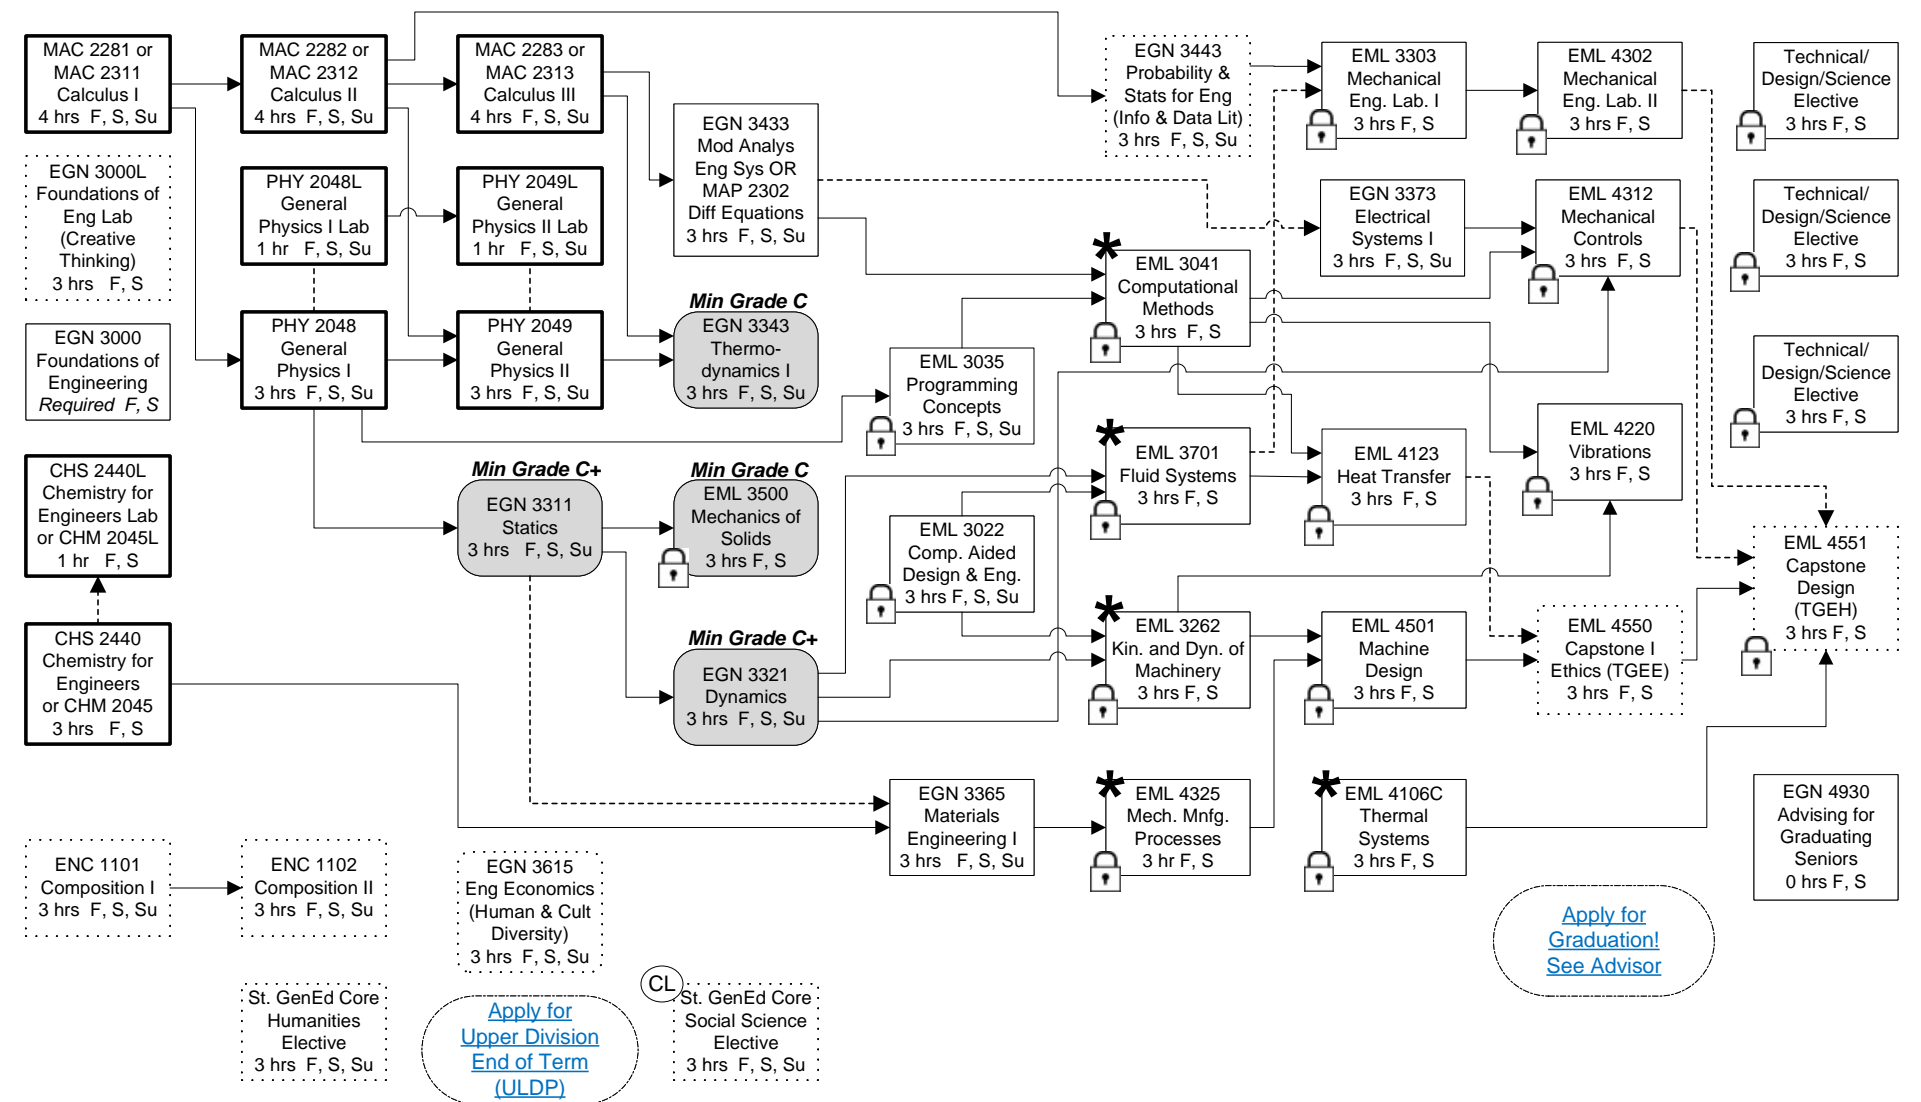 MAC 2281 or
MAC 2311
Calculus I
4 hrs  F, S, Su
EGN 3000L
Foundations of
Eng Lab
(Creative
Thinking)
3 hrs  F, S
EGN 3000
Foundations of
Engineering
Required  F, S
CHS 2440L
Chemistry for
Engineers Lab
or CHM 2045L
1 hr  F, S
CHS 2440
Chemistry for
Engineers
or CHM 2045
3 hrs  F, S
ENC 1101
Composition I
3 hrs  F, S, Su
MAC 2282 or
MAC 2312
Calculus II
4 hrs  F, S, Su
PHY 2048L
General
Physics I Lab
1 hr  F, S, Su
PHY 2048
General
Physics I
3 hrs  F, S, Su
ENC 1102
Composition II
3 hrs  F, S, Su
St. GenEd Core
Humanities
Elective
3 hrs  F, S, Su
MAC 2283 or
MAC 2313
Calculus III
4 hrs  F, S, Su
PHY 2049L
General
Physics II Lab
1 hr  F, S, Su
PHY 2049
General
Physics II
3 hrs  F, S, Su
Min Grade C+
EGN 3311
Statics
3 hrs  F, S, Su
EGN 3615
Eng Economics
(Human & Cult
Diversity)
3 hrs  F, S, Su
Apply for
Upper Division
End of Term
(ULDP)
EGN 3433
Mod Analys
Eng Sys OR
MAP 2302
Diff Equations
3 hrs  F, S, Su
Min Grade C
EGN 3343
Thermo-
dynamics I
3 hrs  F, S, Su
Min Grade C
EML 3500
Mechanics of
Solids
3 hrs F, S
Min Grade C+
EGN 3321
Dynamics
3 hrs  F, S, Su
CL
St. GenEd Core
Social Science
Elective
3 hrs  F, S, Su
EML 3035
Programming
Concepts
3 hrs  F, S, Su
EML 3022
Comp. Aided
Design & Eng.
3 hrs F, S, Su
EGN 3365
Materials
Engineering I
3 hrs  F, S, Su
EGN 3443
Probability &
Stats for Eng
(Info & Data Lit)
3 hrs  F, S, Su
*
EML 3041
Computational
Methods
3 hrs  F, S
*
EML 3701
Fluid Systems
3 hrs F, S
*
EML 3262
Kin. and Dyn. of
Machinery
3 hrs F, S
*
EML 4325
Mech. Mnfg.
Processes
3 hr F, S
EML 3303
Mechanical
Eng. Lab. I
3 hrs F, S
EGN 3373
Electrical
Systems I
3 hrs  F, S, Su
EML 4123
Heat Transfer
3 hrs  F, S
EML 4501
Machine
Design
3 hrs F, S
*
EML 4106C
Thermal
Systems
3 hrs F, S
EML 4302
Mechanical
Eng. Lab. II
3 hrs  F, S
EML 4312
Mechanical
Controls
3 hrs  F, S
EML 4220
Vibrations
3 hrs F, S
EML 4550
Capstone I
Ethics (TGEE)
3 hrs  F, S
Apply for
Graduation!
See Advisor
Technical/
Design/Science
Elective
3 hrs F, S
Technical/
Design/Science
Elective
3 hrs F, S
Technical/
Design/Science
Elective
3 hrs F, S
EML 4551
Capstone
Design
(TGEH)
3 hrs F, S
EGN 4930
Advising for
Graduating
Seniors
0 hrs F, S